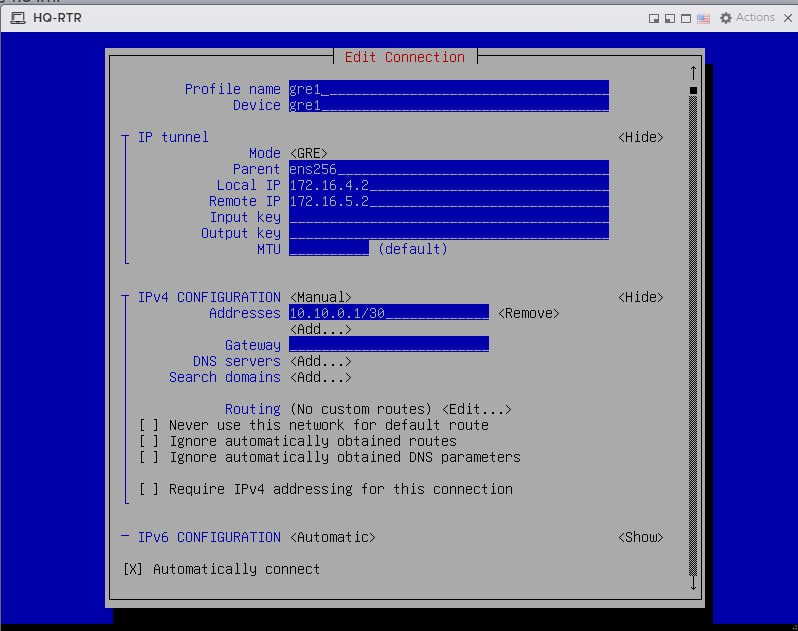 HQ-RTR
Actions
Edit Connection
Profile name gre1
Device gre1
IP tunnel <Hide>
Mode <GRE>
Parent ens256
Local IP 172.16.4.2
Remote IP 172.16.5.2
Input key
Output key
MTU (default)
IPv4 CONFIGURATION <Manual> <Hide>
Addresses 10.10.0.1/30 <Remove>
<Add...>
Gateway
DNS servers <Add...>
Search domains <Add...>
Routing (No custom routes) <Edit...>
[ ] Never use this network for default route
[ ] Ignore automatically obtained routes
[ ] Ignore automatically obtained DNS parameters
[ ] Require IPv4 addressing for this connection
IPv6 CONFIGURATION <Automatic> <Show>
[X] Automatically connect